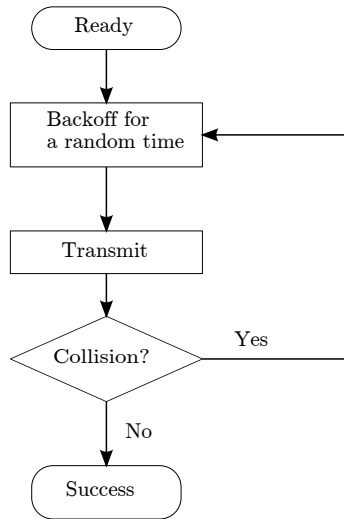 Ready
Backoff for
a random time
Transmit
Collision?
Yes
No
Success